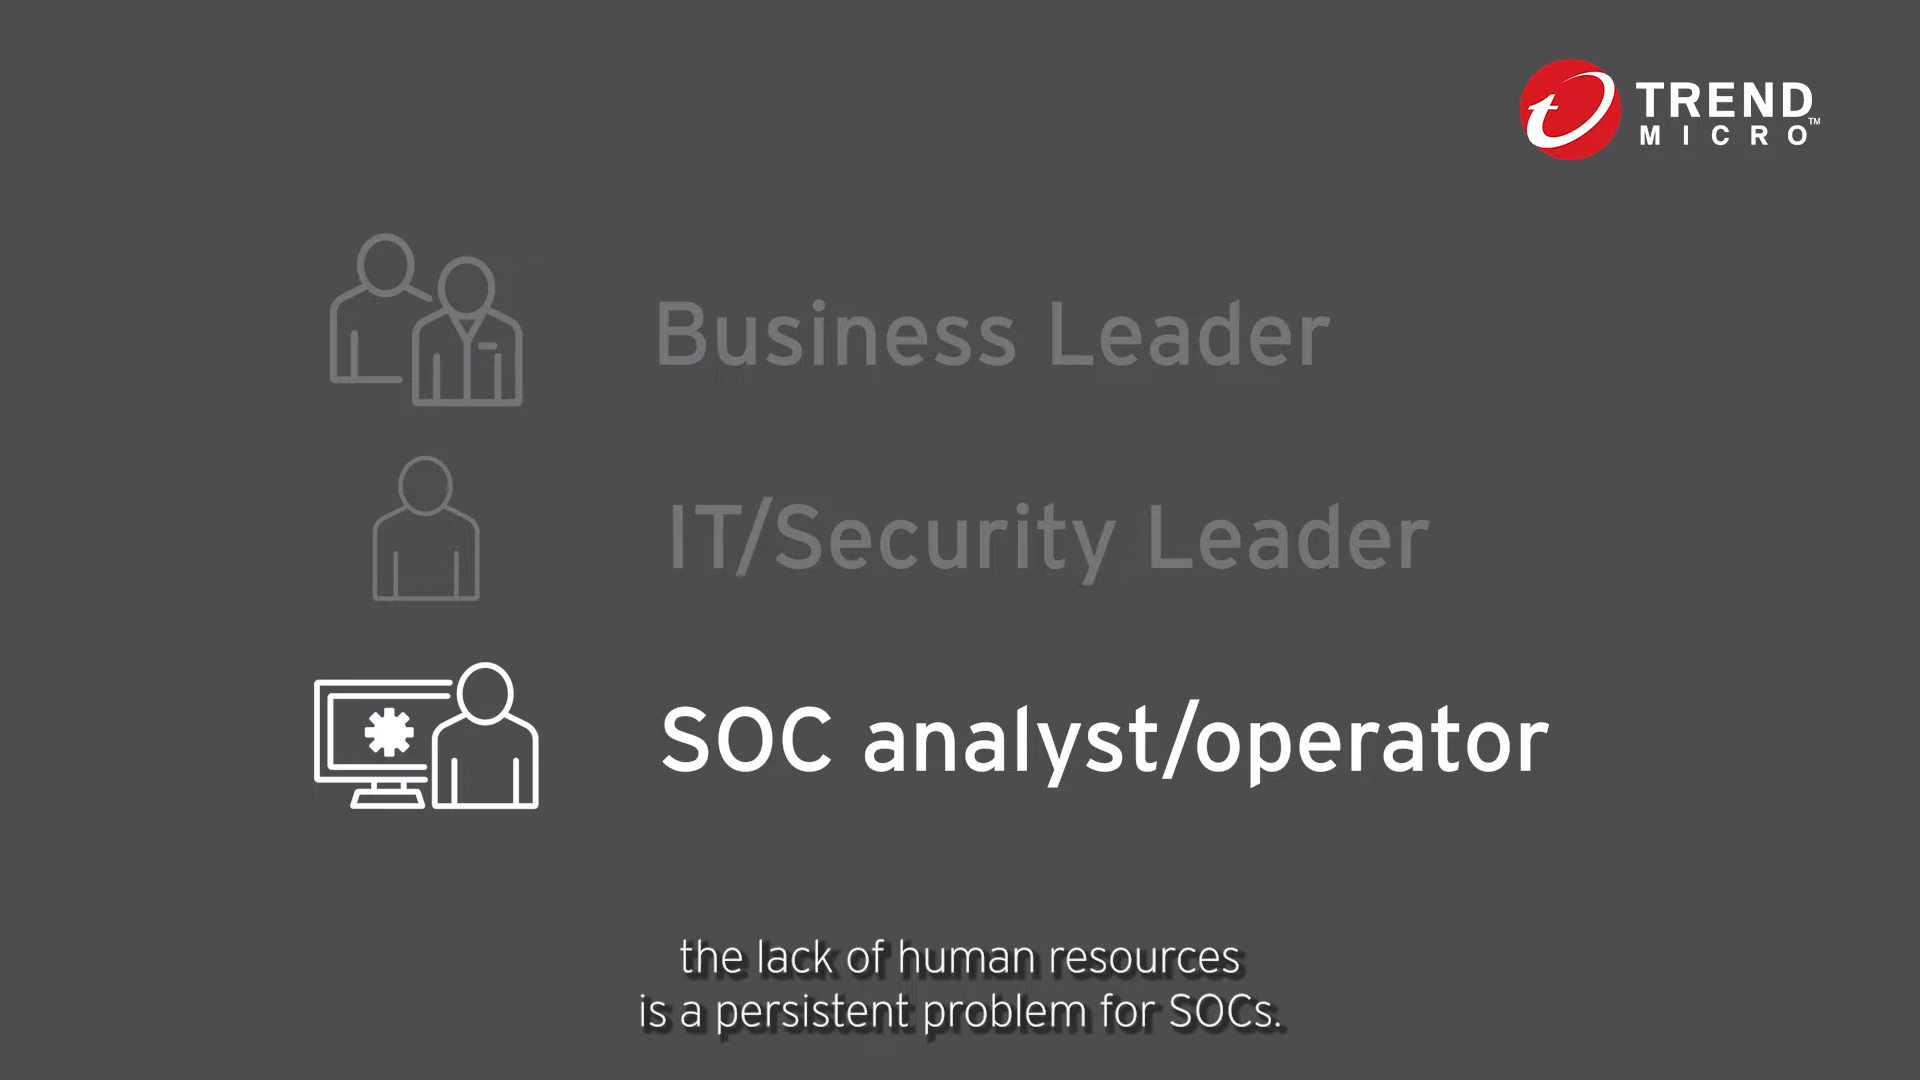 TREND
MICRO™
Business Leader
IT/Security Leader
SOC analyst/operator
the lack of human resources
is a persistent problem for SOCs.